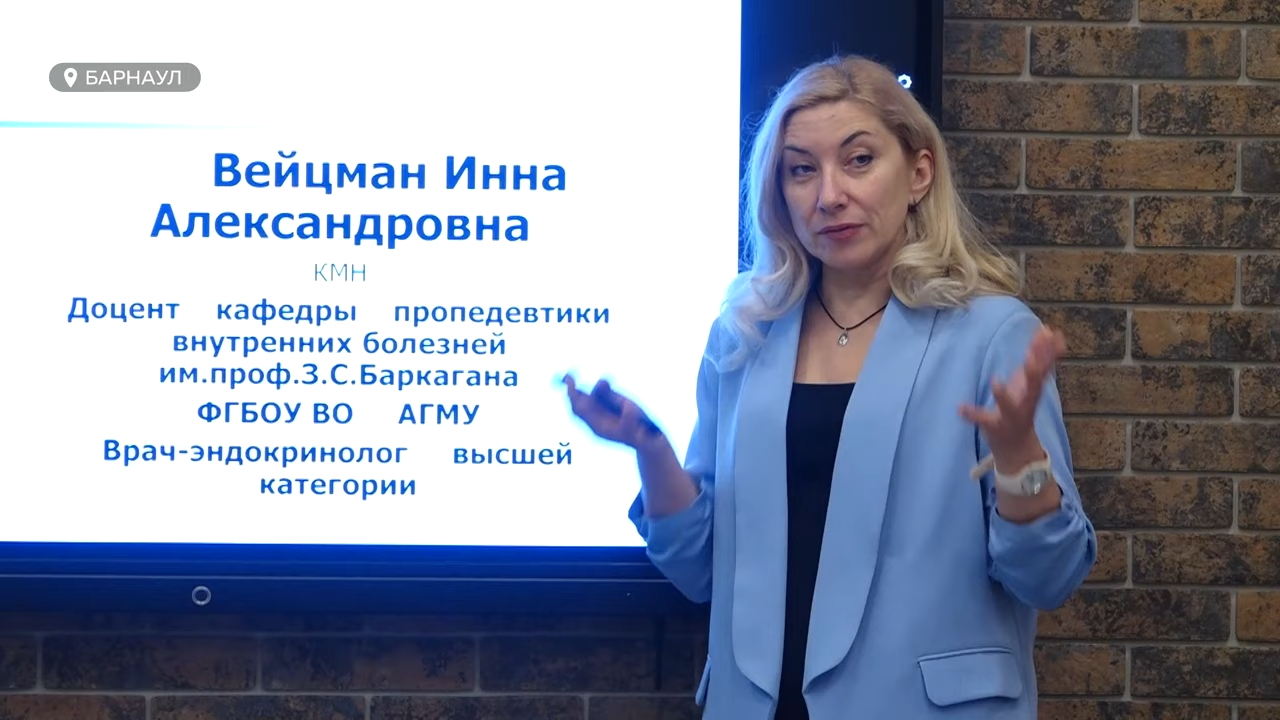 БАРНАУЛ
Вейцман Инна
Александровна
КМН
Доцент кафедры пропедевтики
внутренних болезней
им.проф.З.С.Баркагана
ФГБОУ ВО АГМУ
Врач-эндокринолог высшей
категории